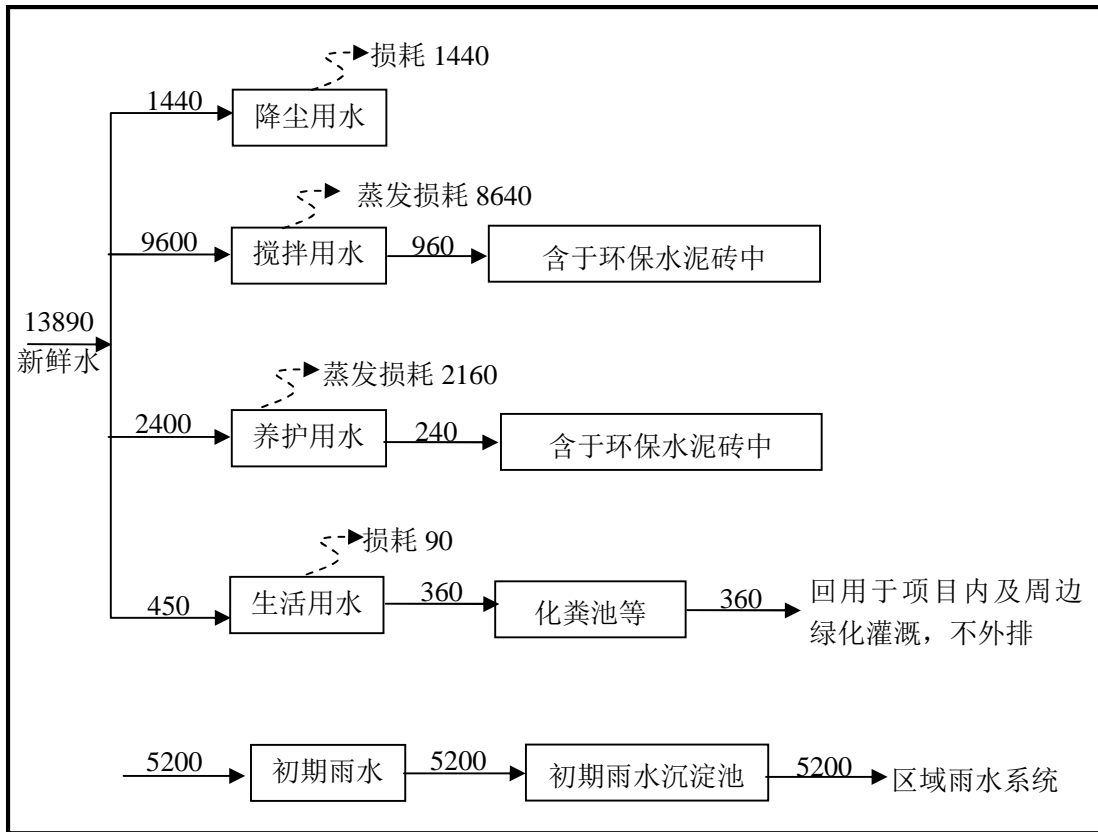 损耗 1440
1440
降尘用水
蒸发损耗 8640
9600
搅拌用水
960
含于环保水泥砖中
13890
新鲜水
蒸发损耗 2160
2400
养护用水
240
含于环保水泥砖中
损耗 90
450
生活用水
360
化粪池等
360
回用于项目内及周边
绿化灌溉，不外排
5200
初期雨水
5200
初期雨水沉淀池
5200
区域雨水系统